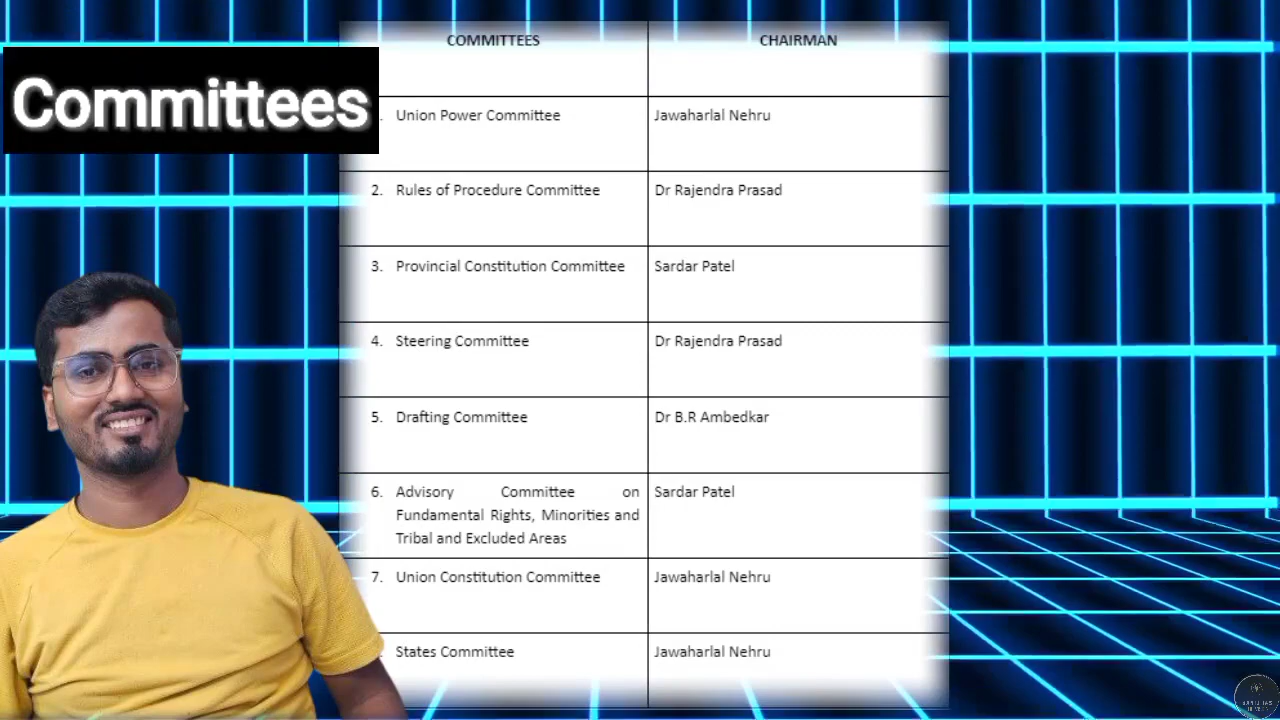 Committees
COMMITTEES CHAIRMAN
Union Power Committee Jawaharlal Nehru
2. Rules of Procedure Committee Dr Rajendra Prasad
3. Provincial Constitution Committee Sardar Patel
4. Steering Committee Dr Rajendra Prasad
5. Drafting Committee Dr B.R Ambedkar
6. Advisory Committee on Sardar Patel
Fundamental Rights, Minorities and
Tribal and Excluded Areas
7. Union Constitution Committee Jawaharlal Nehru
States Committee Jawaharlal Nehru